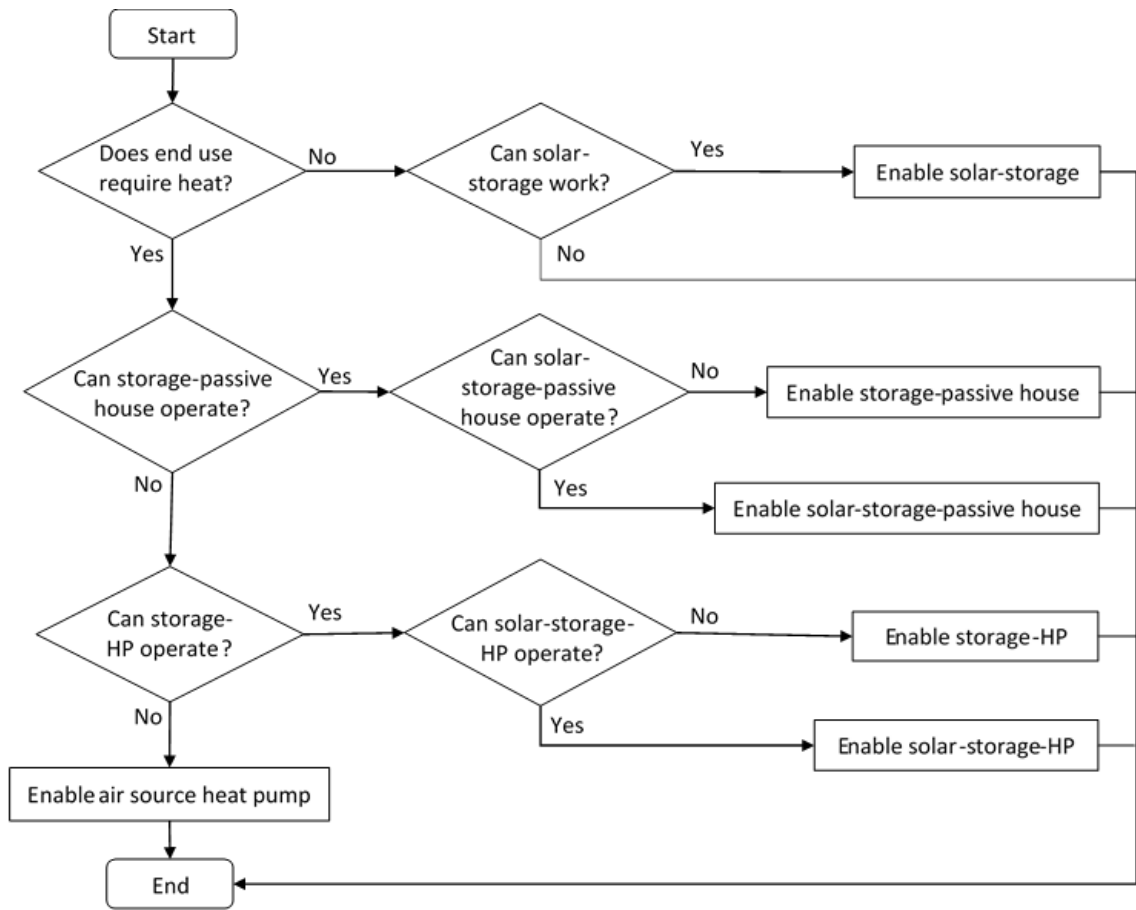 Start
Does end use
require heat?
No
Can solar-
storage work?
Yes
Enable solar-storage
Yes
No
Can storage-passive
house operate?
Yes
Can solar-
storage-passive
house operate?
No
Enable storage-passive house
No
Yes
Enable solar-storage-passive house
Can storage-
HP operate?
Yes
Can solar-storage-
HP operate?
No
Enable storage-HP
No
Yes
Enable solar-storage-HP
Enable air source heat pump
End